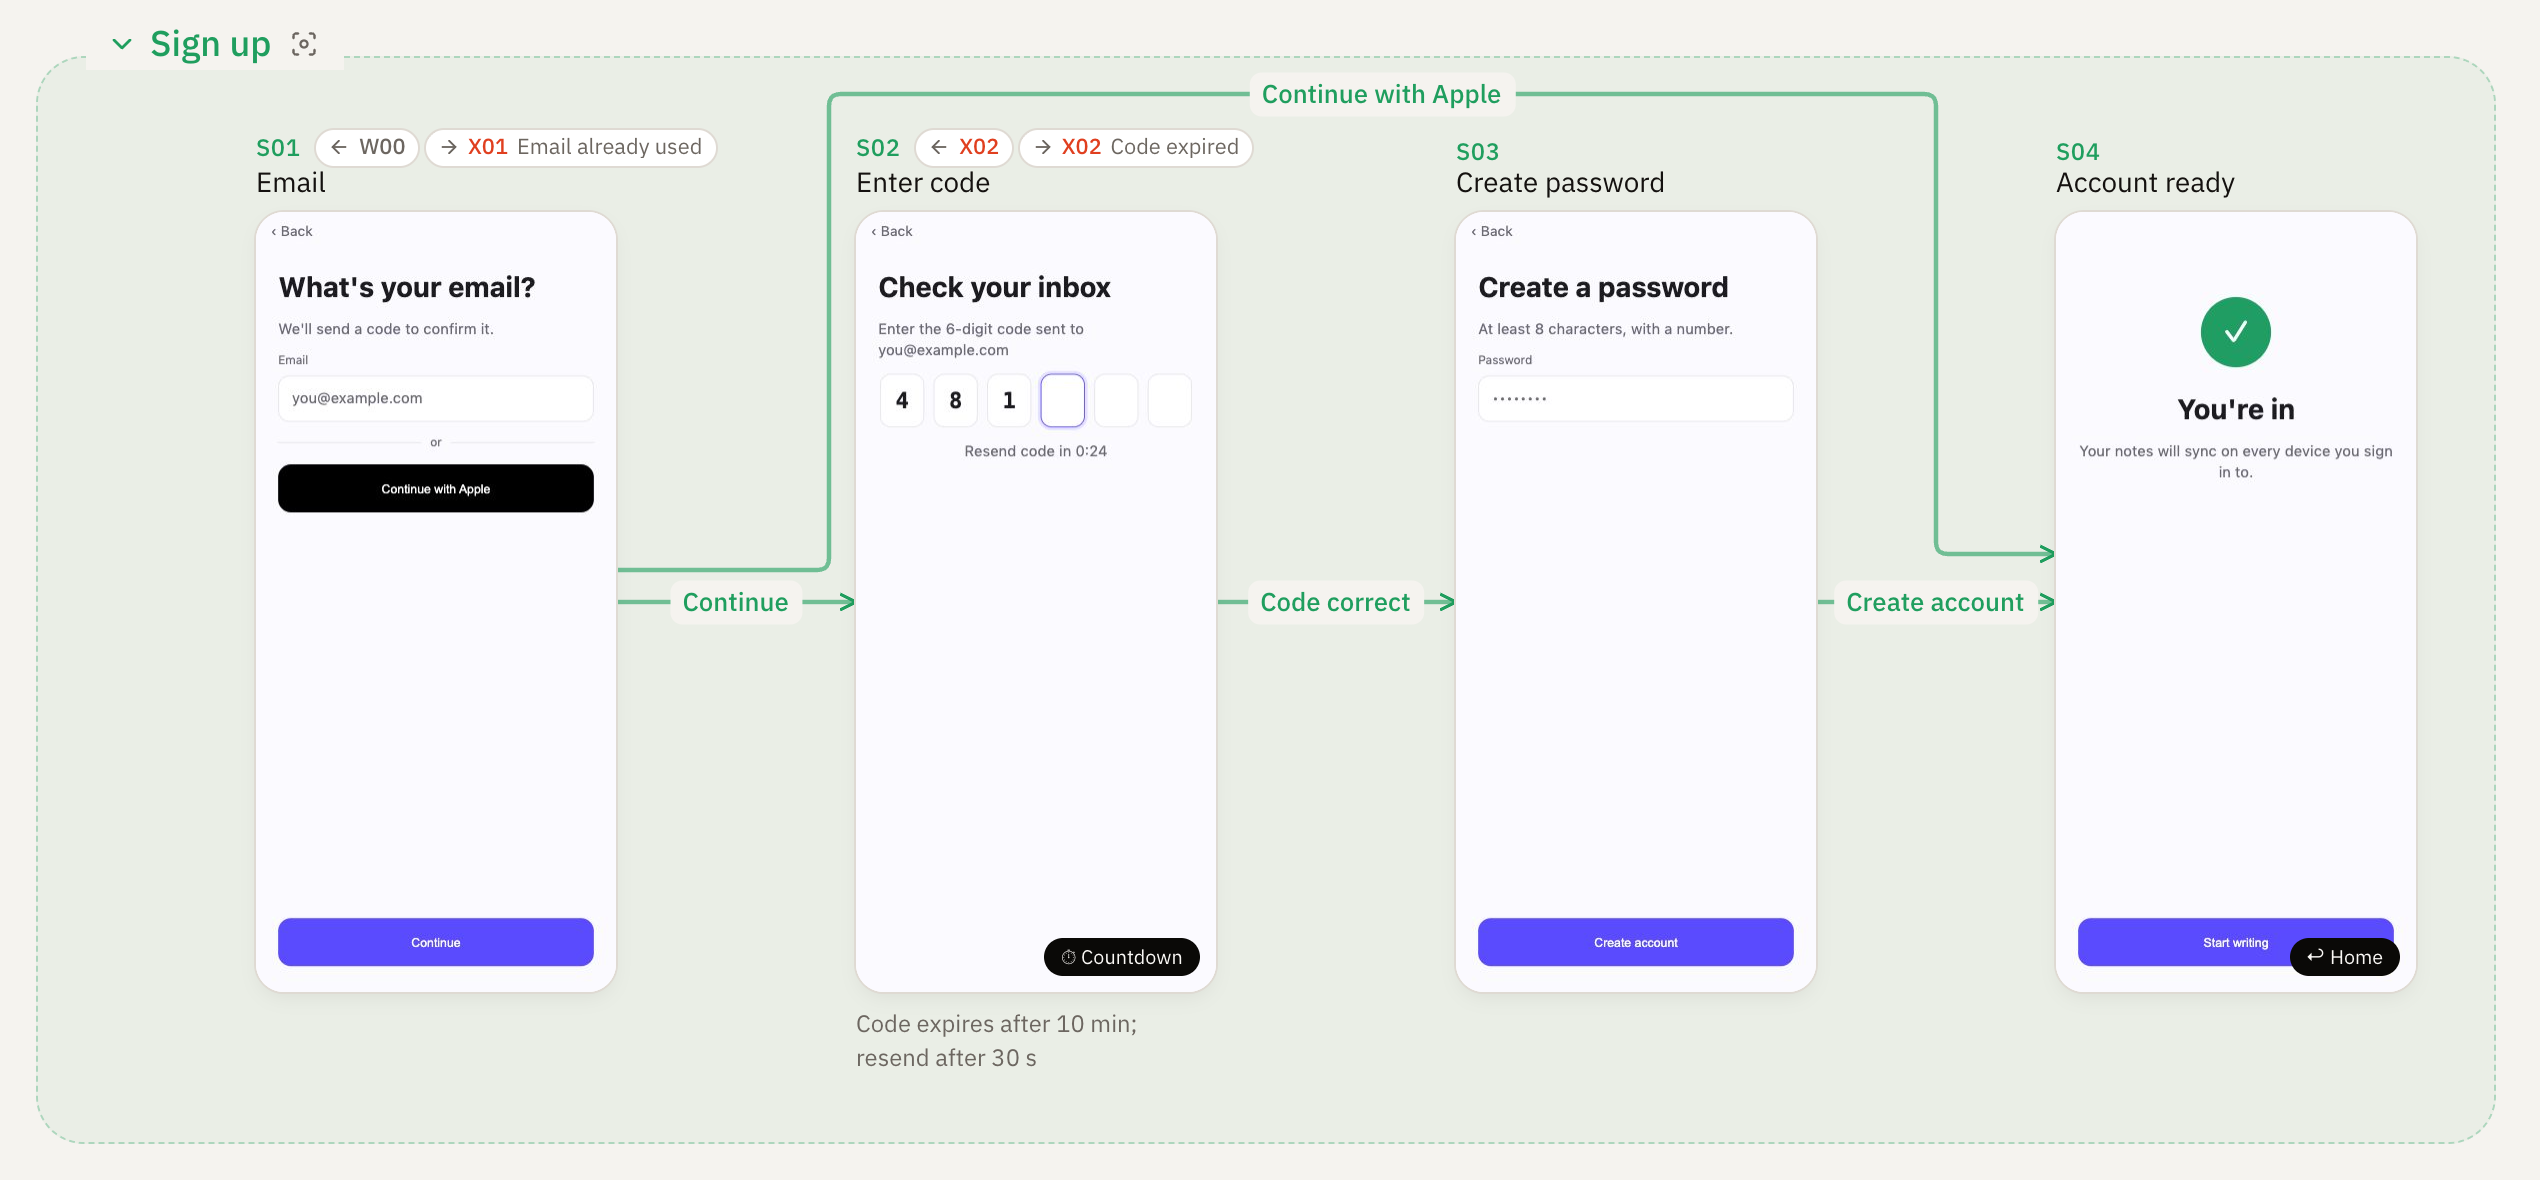 Sign up
Continue with Apple
S01 ← W00 → X01 Email already used
Email
‹ Back
What's your email?
We'll send a code to confirm it.
Email
you@example.com
or
Continue with Apple
Continue
Continue
S02 ← X02 → X02 Code expired
Enter code
‹ Back
Check your inbox
Enter the 6-digit code sent to
you@example.com
4 8 1
Resend code in 0:24
Countdown
Code expires after 10 min;
resend after 30 s
Code correct
S03
Create password
‹ Back
Create a password
At least 8 characters, with a number.
Password
········
Create account
Create account
S04
Account ready
You're in
Your notes will sync on every device you sign
in to.
Start writing
Home